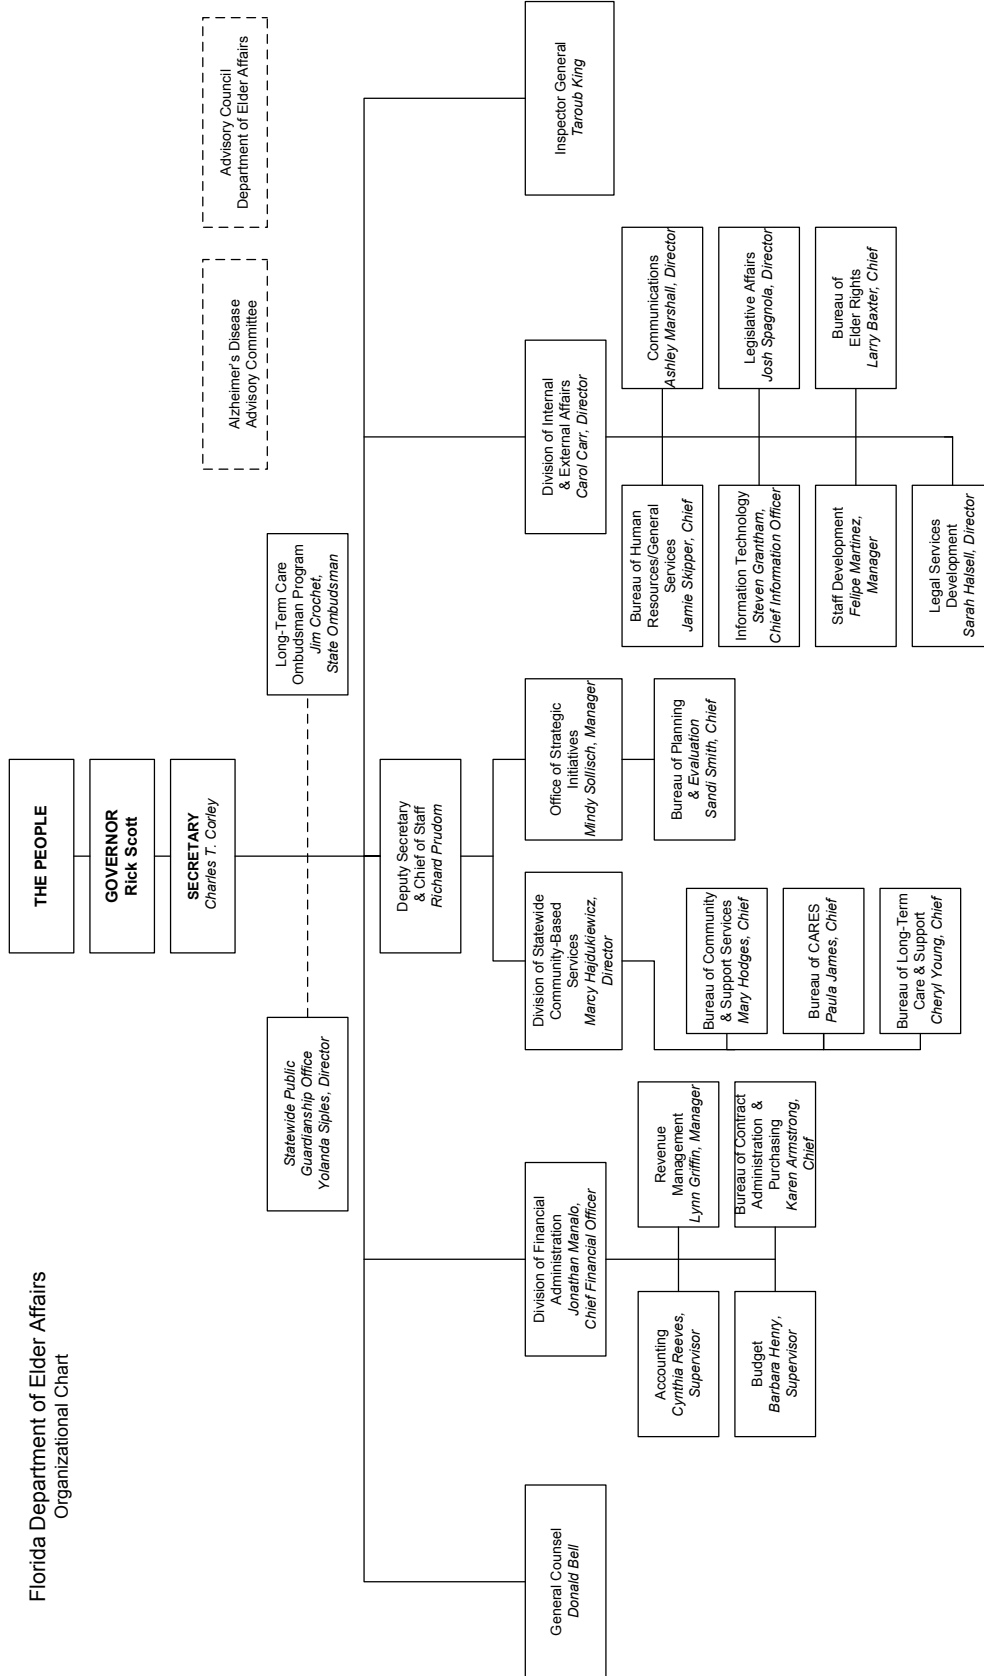 Florida Department of Elder Affairs
Organizational Chart
THE PEOPLE
GOVERNOR
Rick Scott
SECRETARY
Charles T. Corley
Alzheimer's Disease
Advisory Committee
Advisory Council
Department of Elder Affairs
Statewide Public
Guardianship Office
Yolanda Siples, Director
Long-Term Care
Ombudsman Program
Jim Crochet,
State Ombudsman
Deputy Secretary
& Chief of Staff
Richard Prudom
General Counsel
Donald Bell
Division of Financial
Administration
Jonathan Manalo,
Chief Financial Officer
Accounting
Cynthia Reeves,
Supervisor
Revenue
Management
Lynn Griffin, Manager
Budget
Barbara Henry,
Supervisor
Bureau of Contract
Administration &
Purchasing
Karen Armstrong,
Chief
Division of Statewide
Community-Based
Services
Marcy Hajdukiewicz,
Director
Bureau of Community
& Support Services
Mary Hodges, Chief
Bureau of CARES
Paula James, Chief
Bureau of Long-Term
Care & Support
Cheryl Young, Chief
Office of Strategic
Initiatives
Mindy Sollisch, Manager
Bureau of Planning
& Evaluation
Sandi Smith, Chief
Division of Internal
& External Affairs
Carol Carr, Director
Bureau of Human
Resources/General
Services
Jamie Skipper, Chief
Communications
Ashley Marshall, Director
Information Technology
Steven Grantham,
Chief Information Officer
Legislative Affairs
Josh Spagnola, Director
Staff Development
Felipe Martinez,
Manager
Bureau of
Elder Rights
Larry Baxter, Chief
Legal Services
Development
Sarah Halsell, Director
Inspector General
Taroub King